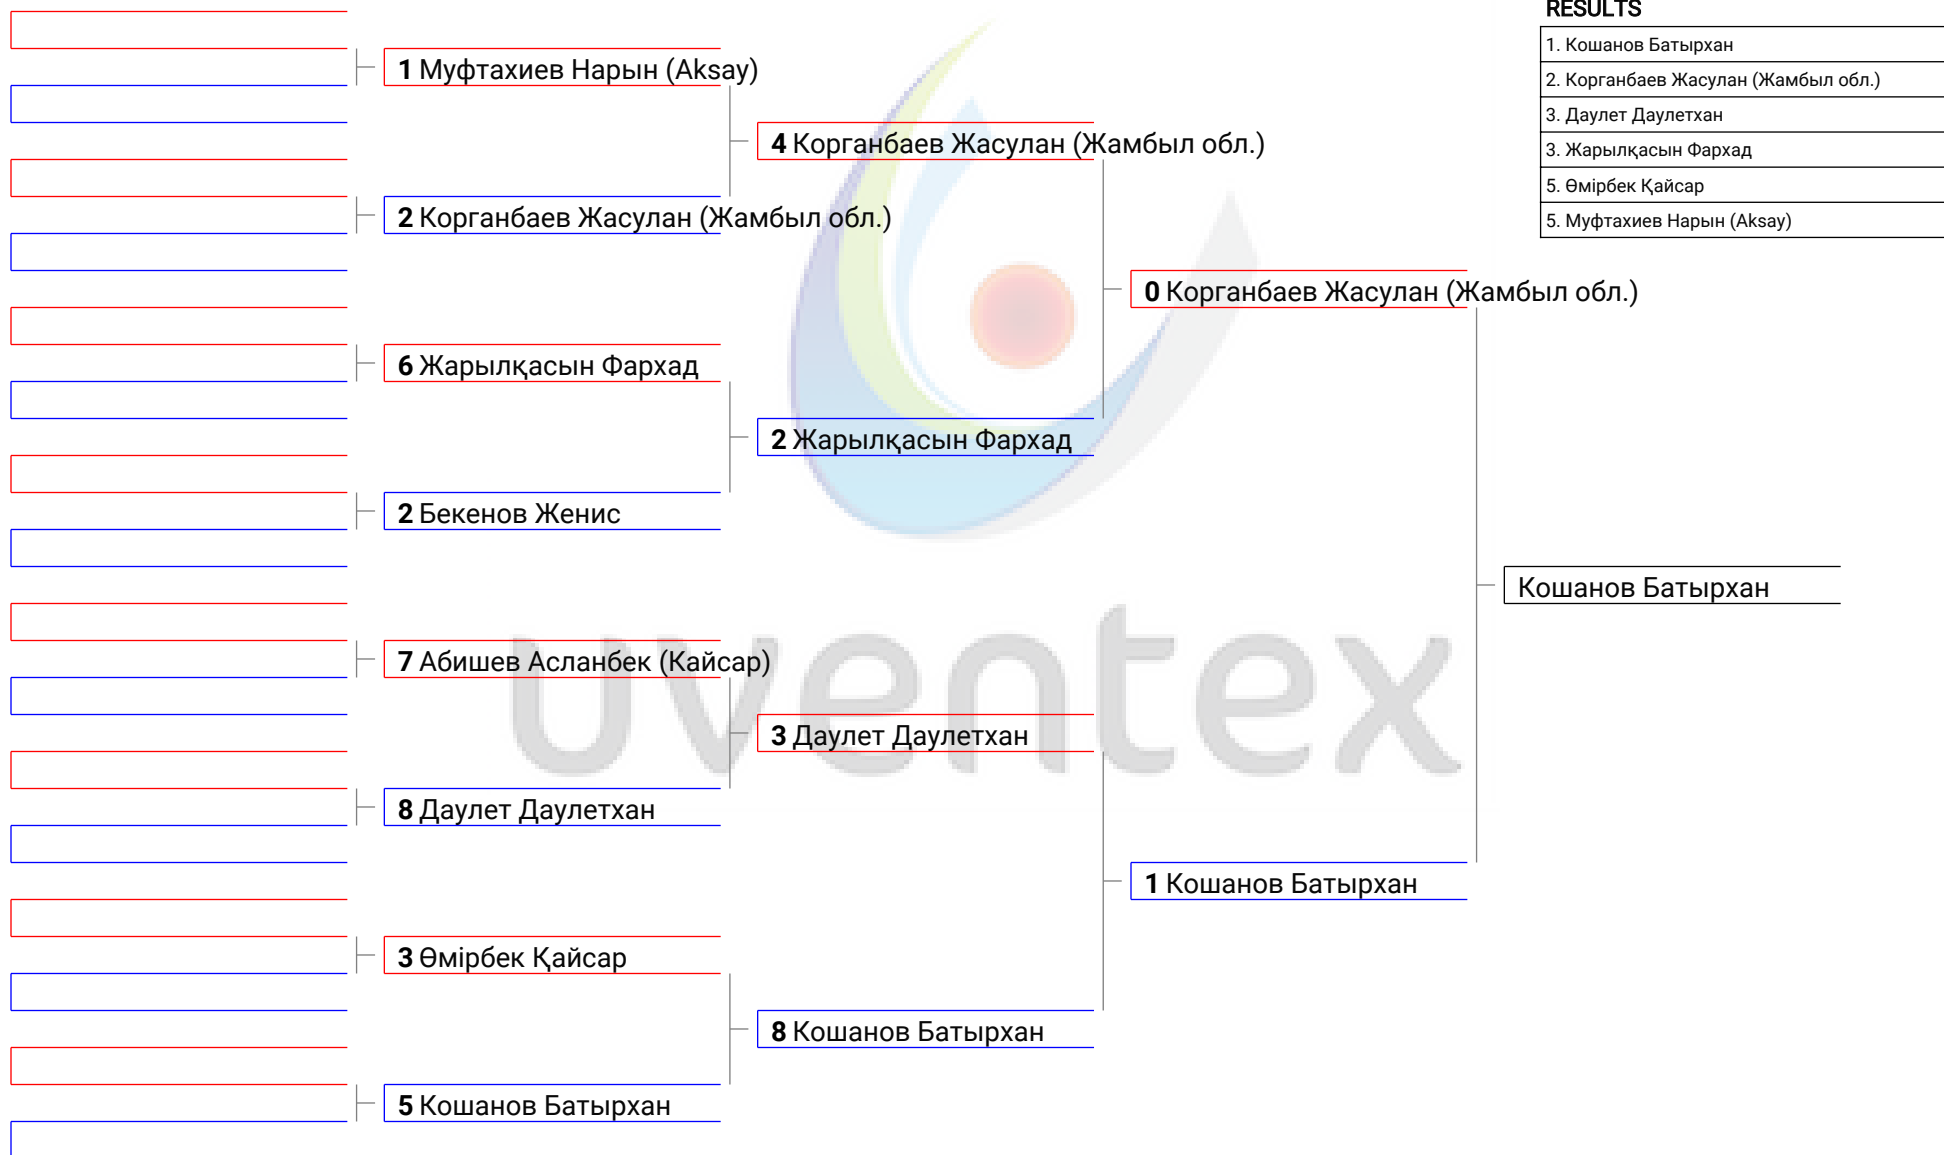 RESULTS
1. Кошанов Батырхан
2. Корганбаев Жасулан (Жамбыл обл.)
3. Даулет Даулетхан
3. Жарылқасын Фархад
5. Өмірбек Қайсар
5. Муфтахиев Нарын (Aksay)
1 Муфтахиев Нарын (Aksay)
2 Корганбаев Жасулан (Жамбыл обл.)
6 Жарылқасын Фархад
2 Бекенов Женис
7 Абишев Асланбек (Кайсар)
8 Даулет Даулетхан
3 Өмірбек Қайсар
5 Кошанов Батырхан
4 Корганбаев Жасулан (Жамбыл обл.)
2 Жарылқасын Фархад
3 Даулет Даулетхан
8 Кошанов Батырхан
0 Корганбаев Жасулан (Жамбыл обл.)
1 Кошанов Батырхан
Кошанов Батырхан
uventex